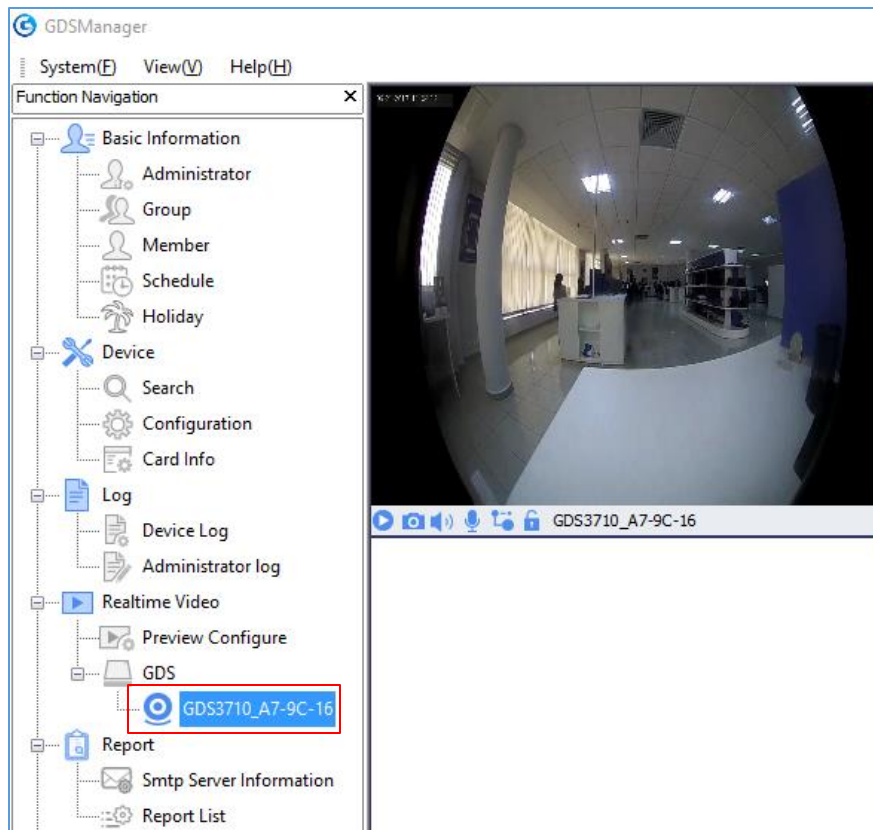 GDSManager
System(F) View(V) Help(H)
Function Navigation
Basic Information
Administrator
Group
Member
Schedule
Holiday
Device
Search
Configuration
Card Info
Log
Device Log
Administrator log
Realtime Video
Preview Configure
GDS
GDS3710_A7-9C-16
Report
Smtp Server Information
Report List
GDS3710_A7-9C-16